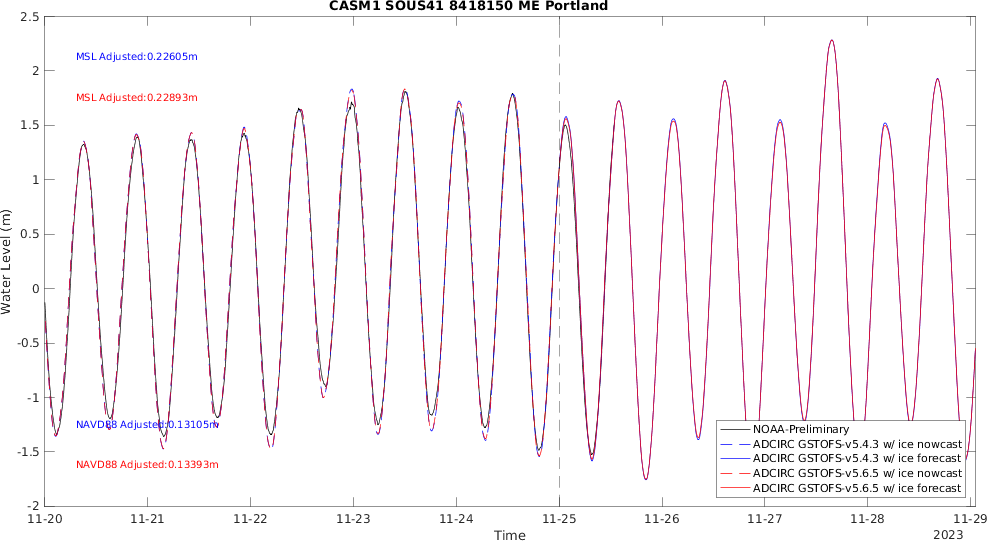 CASM1 SOUS41 8418150 ME Portland
2.5
2
1.5
1
0.5
0
-0.5
-1
-1.5
-2
Water Level (m)
MSL Adjusted:0.22605m
MSL Adjusted:0.22893m
NAVD88 Adjusted:0.13105m
NAVD88 Adjusted:0.13393m
NOAA-Preliminary
ADCIRC GSTOFS-v5.4.3 w/ ice nowcast
ADCIRC GSTOFS-v5.4.3 w/ ice forecast
ADCIRC GSTOFS-v5.6.5 w/ ice nowcast
ADCIRC GSTOFS-v5.6.5 w/ ice forecast
11-20 11-21 11-22 11-23 11-24 11-25 11-26 11-27 11-28 11-29
Time
2023